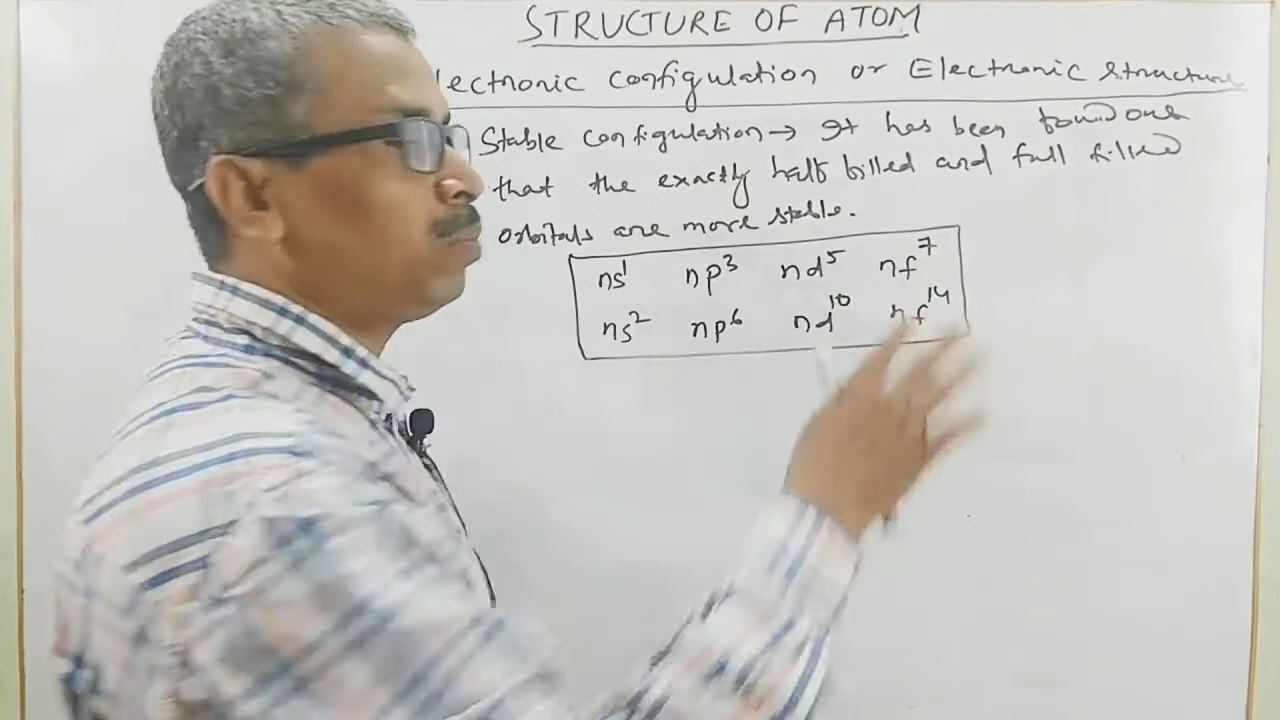 STRUCTURE OF ATOM
lectronic configulation or Electronic structure
Stable configulation → It has been found out
that the exactly half billed and full filled
orbitals are more stable.
ns¹ np³ nd⁵ nf⁷
ns² np⁶ nd¹⁰ nf¹⁴